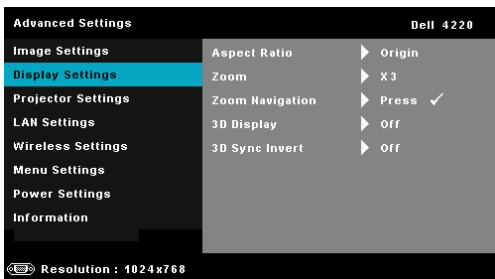 Advanced Settings Dell 4220
Image Settings
Display Settings
Projector Settings
LAN Settings
Wireless Settings
Menu Settings
Power Settings
Information
Aspect Ratio Origin
Zoom X3
Zoom Navigation Press ✓
3D Display Off
3D Sync Invert Off
Resolution : 1024x768